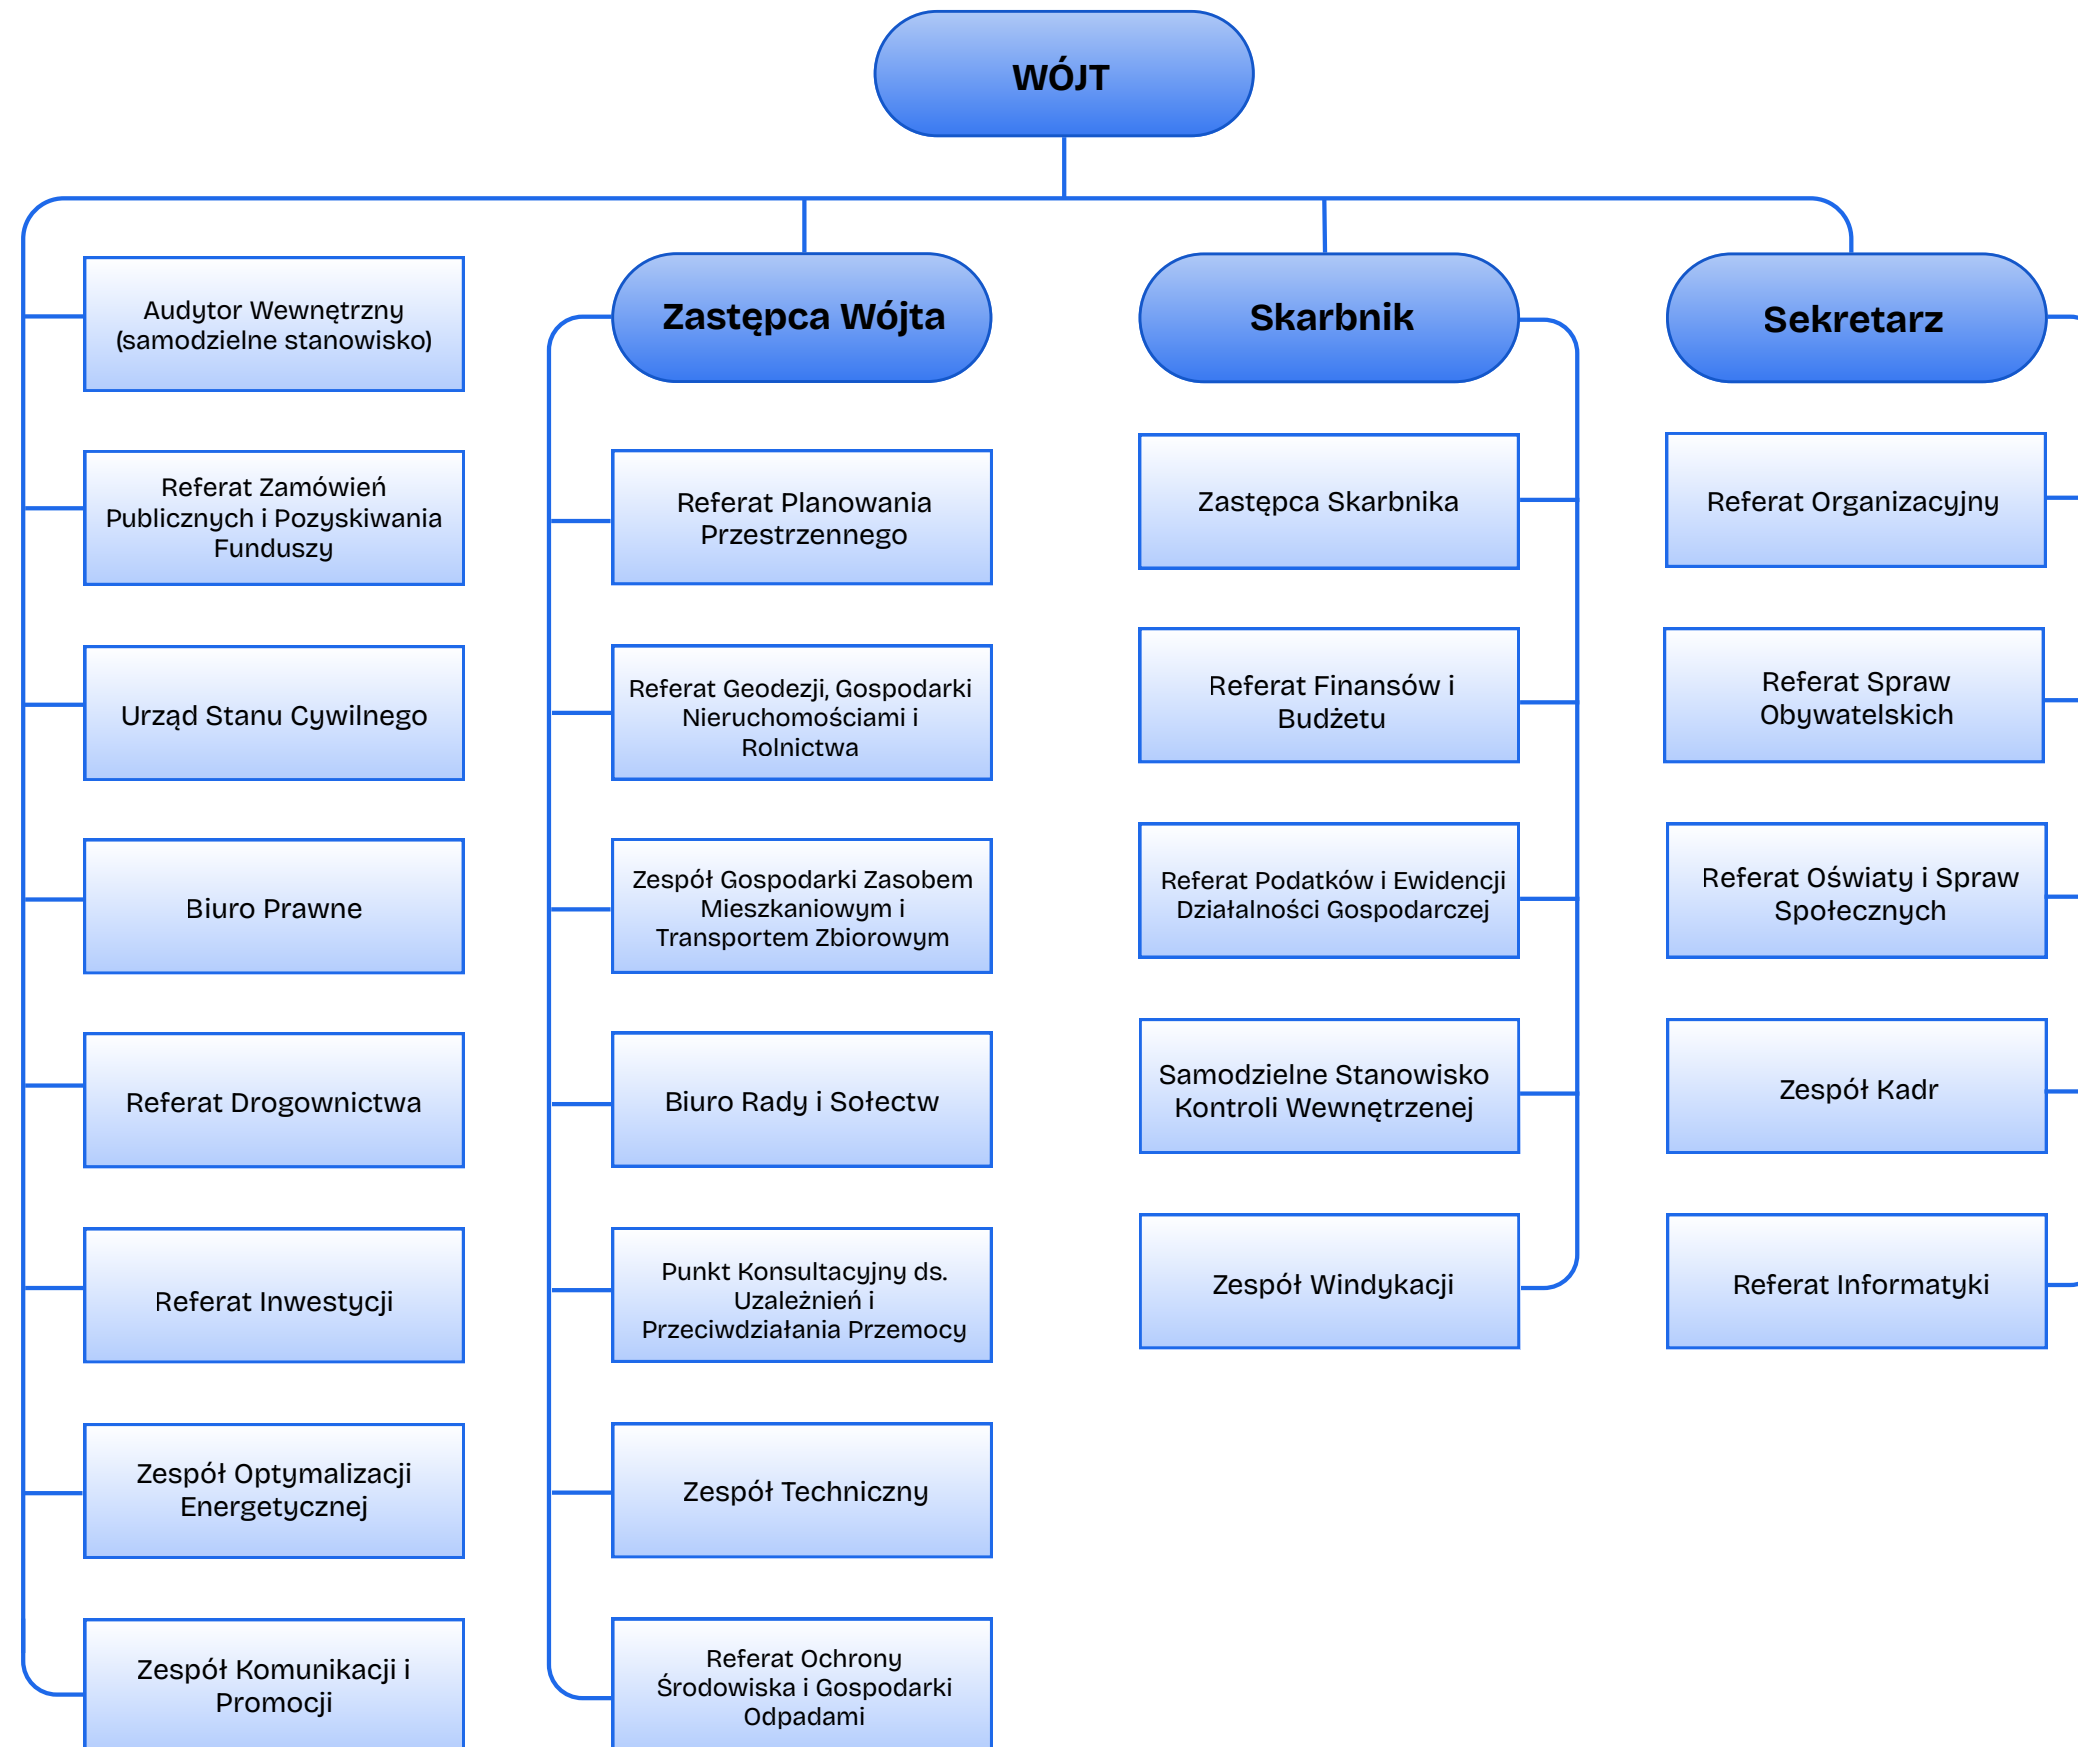 WÓJT
Audytor Wewnętrzny
(samodzielne stanowisko)
Referat Zamówień
Publicznych i Pozyskiwania
Funduszy
Urząd Stanu Cywilnego
Biuro Prawne
Referat Drogownictwa
Referat Inwestycji
Zespół Optymalizacji
Energetycznej
Zespół Komunikacji i
Promocji
Zastępca Wójta
Referat Planowania
Przestrzennego
Referat Geodezji, Gospodarki
Nieruchomościami i
Rolnictwa
Zespół Gospodarki Zasobem
Mieszkaniowym i
Transportem Zbiorowym
Biuro Rady i Sołectw
Punkt Konsultacyjny ds.
Uzależnień i
Przeciwdziałania Przemocy
Zespół Techniczny
Referat Ochrony
Środowiska i Gospodarki
Odpadami
Skarbnik
Zastępca Skarbnika
Referat Finansów i
Budżetu
Referat Podatków i Ewidencji
Działalności Gospodarczej
Samodzielne Stanowisko
Kontroli Wewnętrzenej
Zespół Windykacji
Sekretarz
Referat Organizacyjny
Referat Spraw
Obywatelskich
Referat Oświaty i Spraw
Społecznych
Zespół Kadr
Referat Informatyki